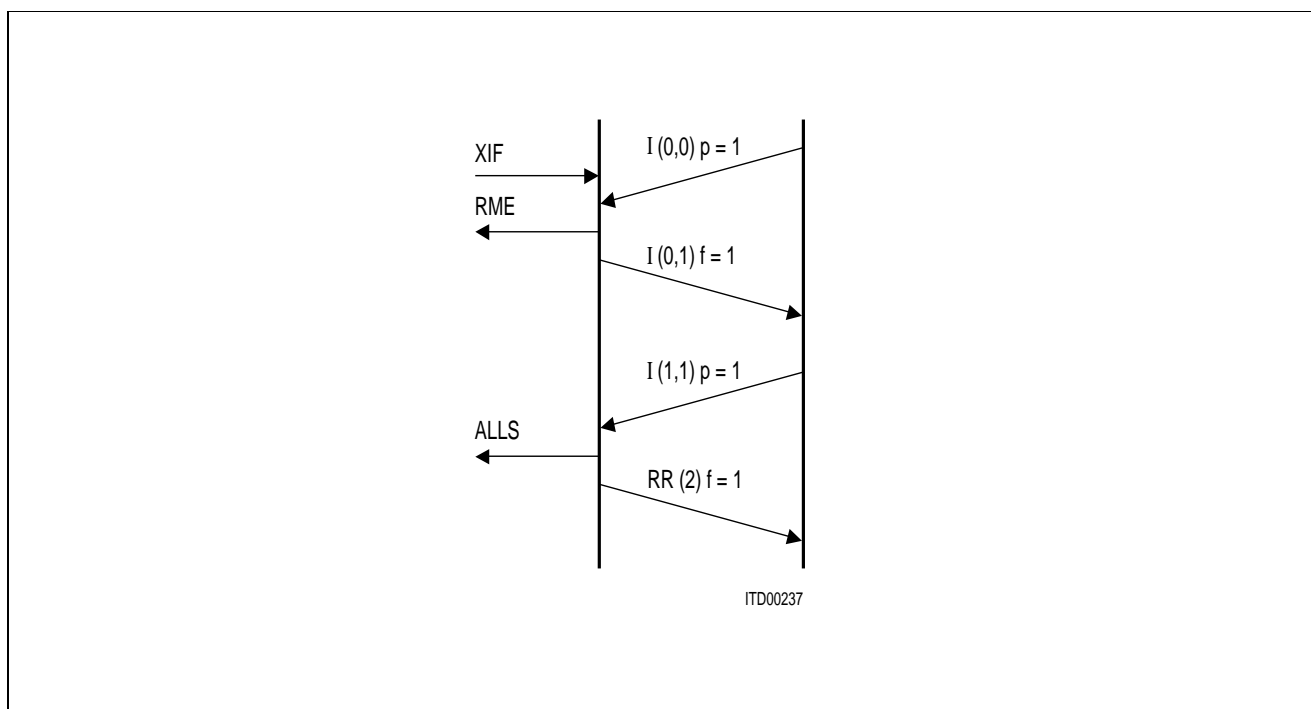 I (0,0) p = 1
XIF
RME
I (0,1) f = 1
I (1,1) p = 1
ALLS
RR (2) f = 1
ITD00237